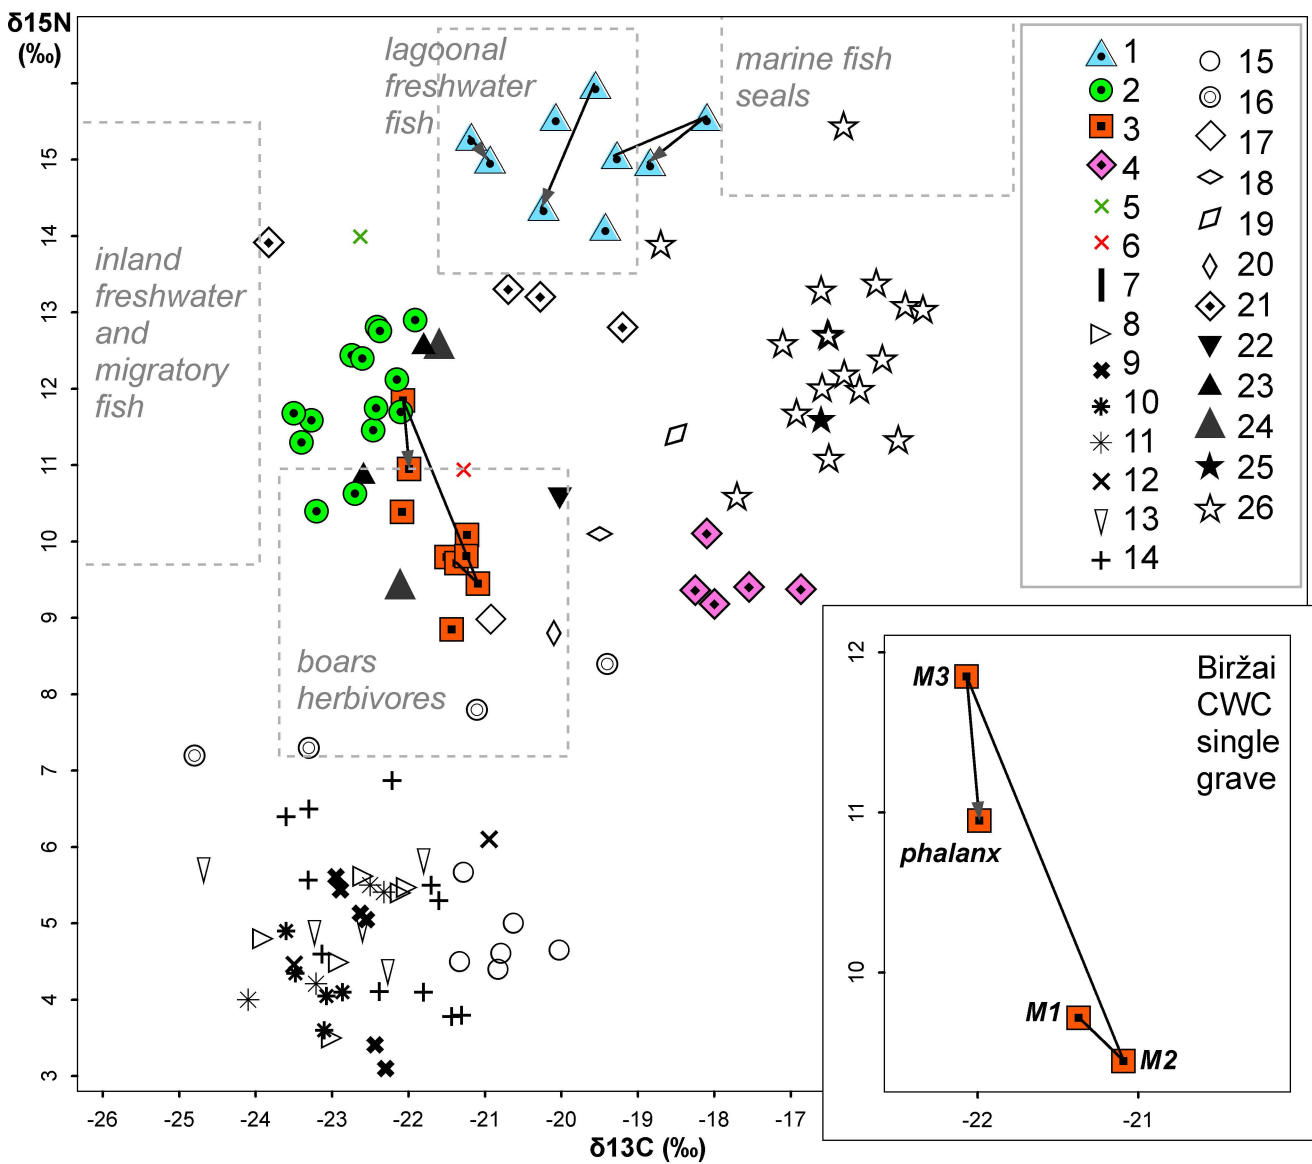 δ15N
(‰)
lagoonal
freshwater
fish
marine fish
seals
inland
freshwater
and
migratory
fish
boars
herbivores
1
2
3
4
5
6
7
8
9
10
11
12
13
14
15
16
17
18
19
20
21
22
23
24
25
26
15
14
13
12
11
10
9
8
7
6
5
4
3
-26
-25
-24
-23
-22
-21
-20
-19
-18
-17
δ13C (‰)
12
11
10
Biržai
CWC
single
grave
M3
phalanx
M1
M2
-22
-21